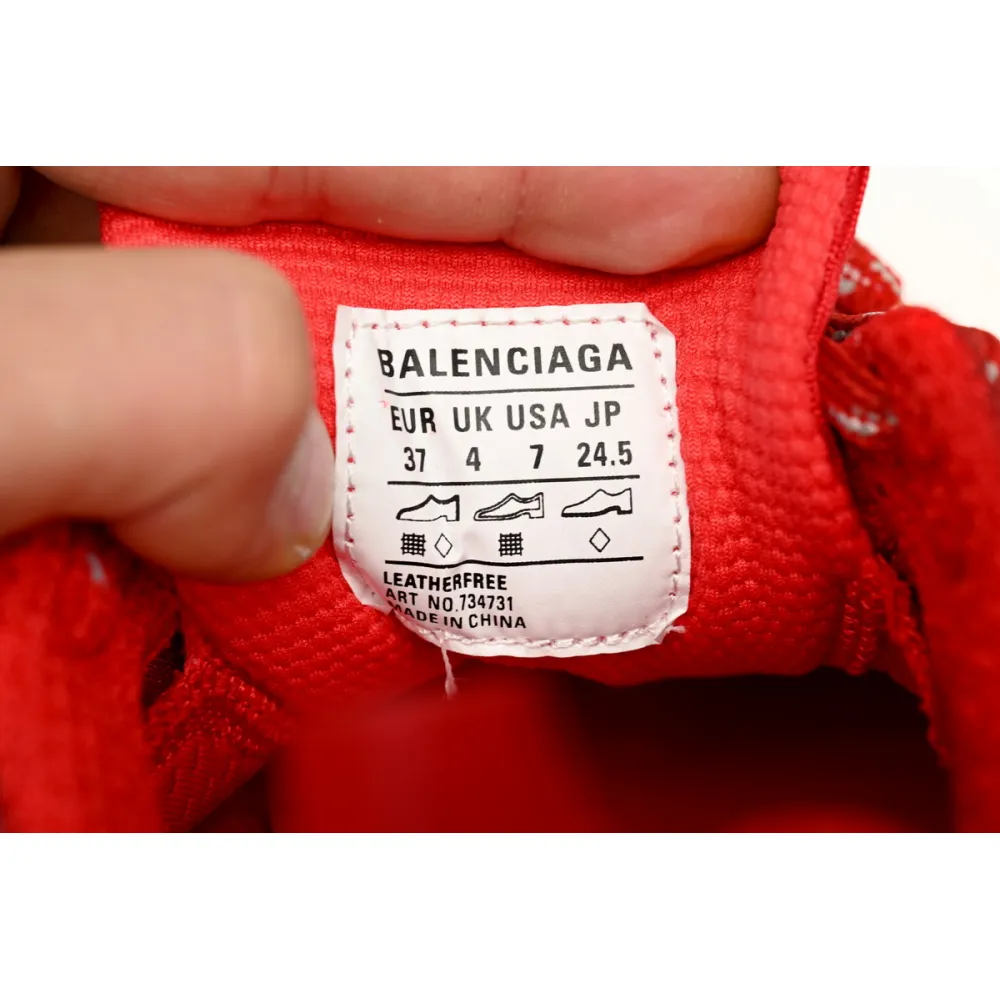 BALENCIAGA
EUR UK USA JP
37 4 7 24.5
LEATHERFREE
ART NO.734731
MADE IN CHINA